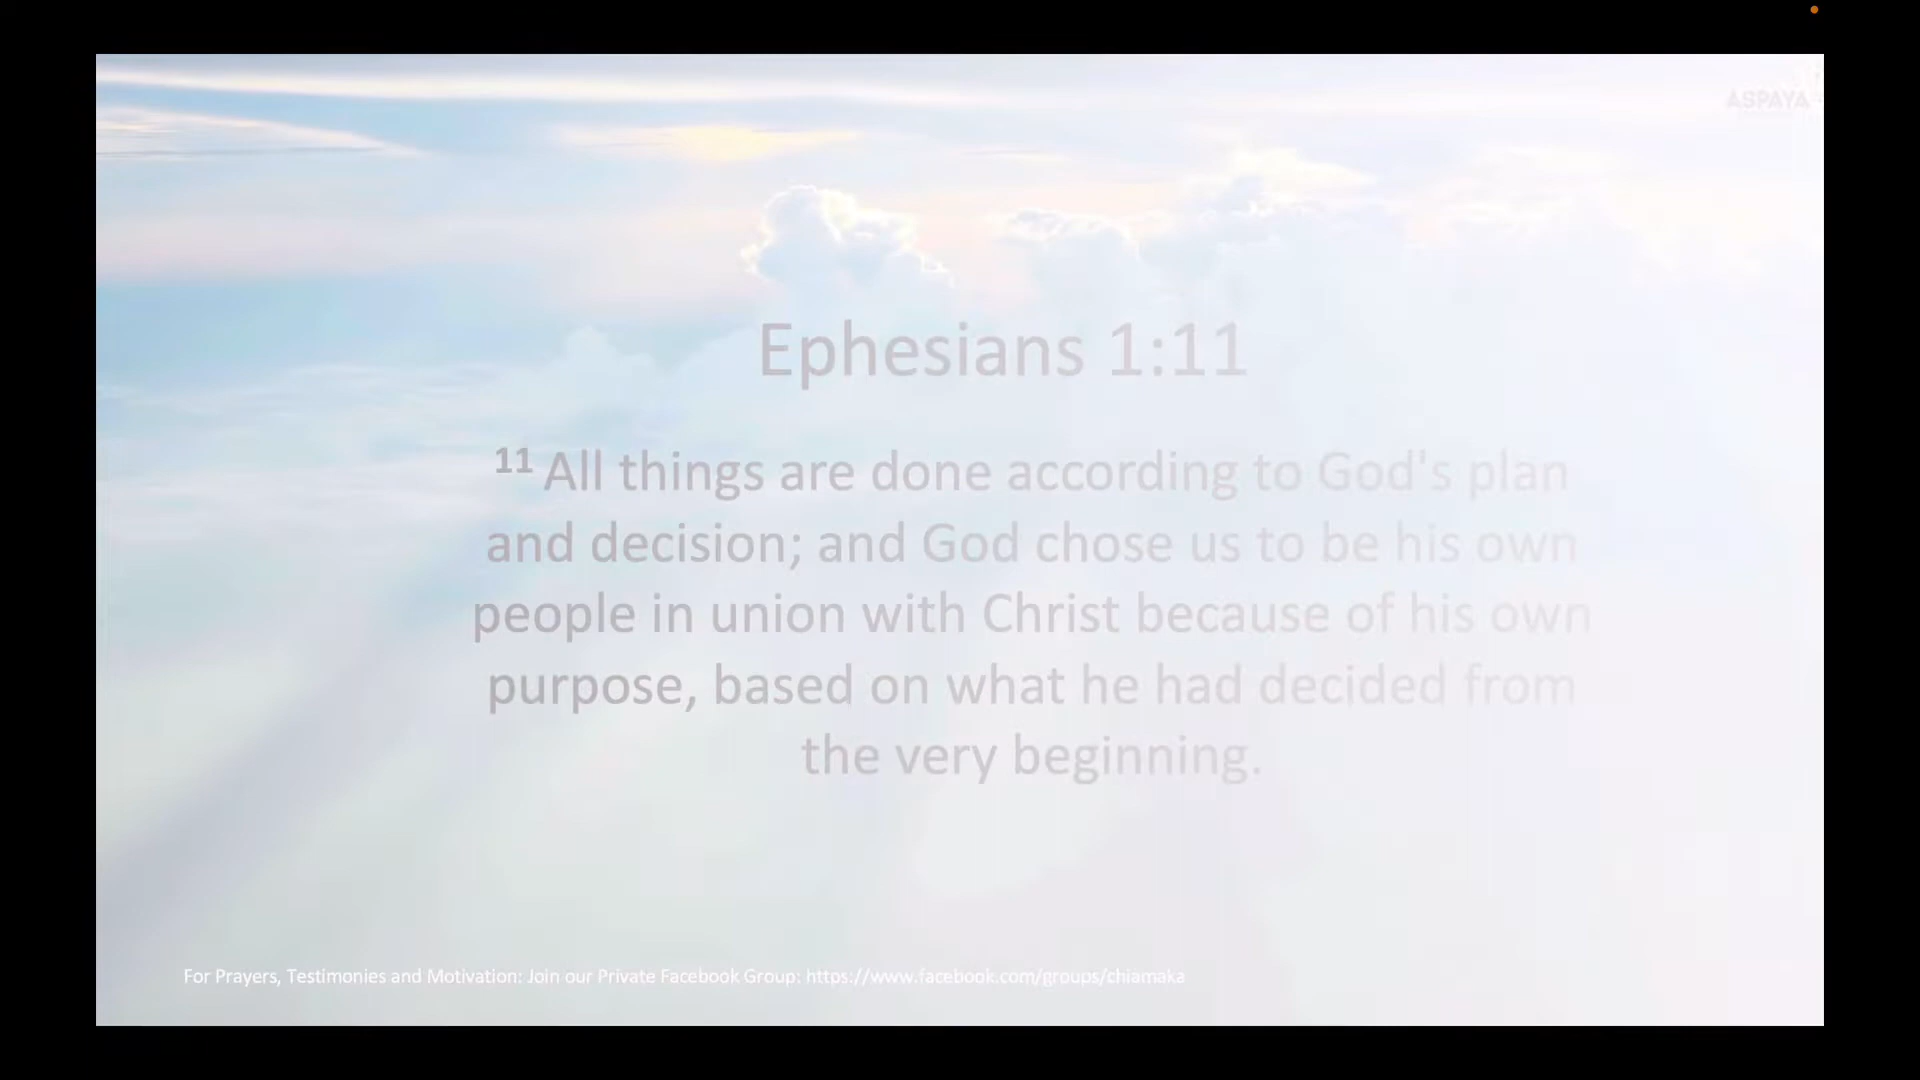 ASPAYA
Ephesians 1:11
11 All things are done according to God's plan
and decision; and God chose us to be his own
people in union with Christ because of his own
purpose, based on what he had decided from
the very beginning.
For Prayers, Testimonies and Motivation: Join our Private Facebook Group: https://www.facebook.com/groups/chiamaka